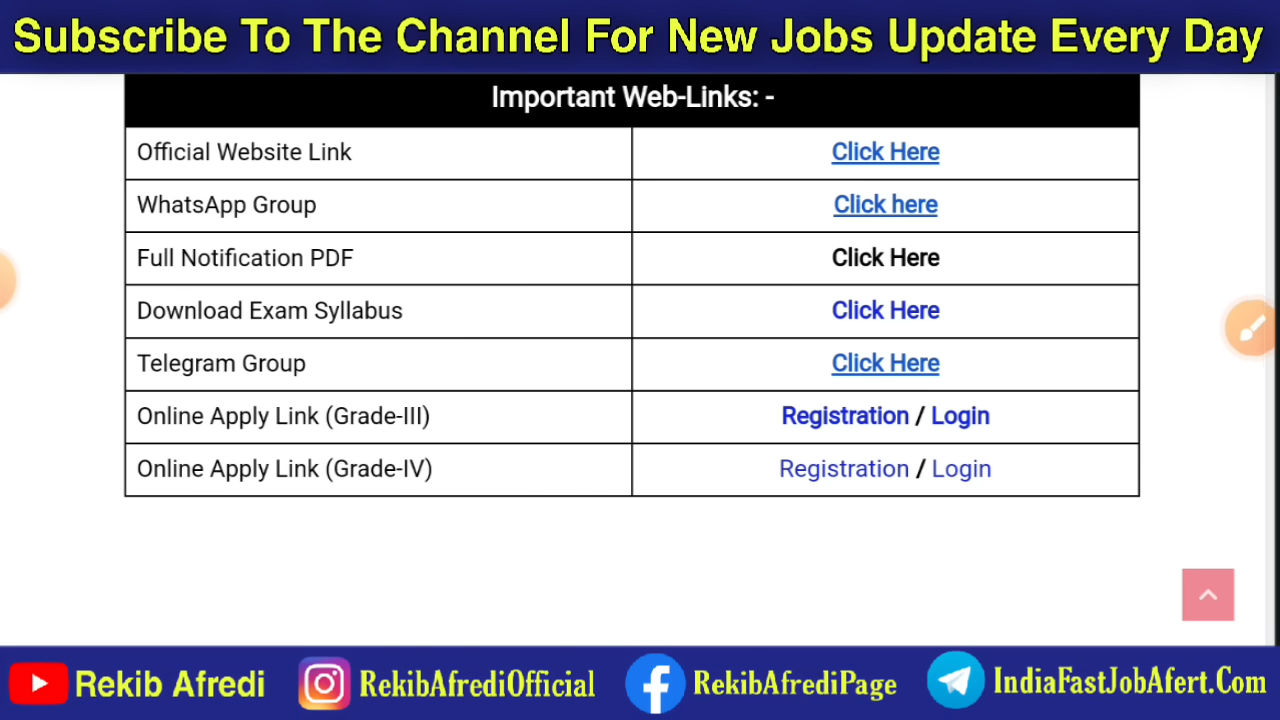 Subscribe To The Channel For New Jobs Update Every Day
Important Web-Links: -
Official Website Link Click Here
WhatsApp Group Click here
Full Notification PDF Click Here
Download Exam Syllabus Click Here
Telegram Group Click Here
Online Apply Link (Grade-III) Registration / Login
Online Apply Link (Grade-IV) Registration / Login
Rekib Afredi RekibAfrediOfficial RekibAfrediPage IndiaFastJobAfert.Com